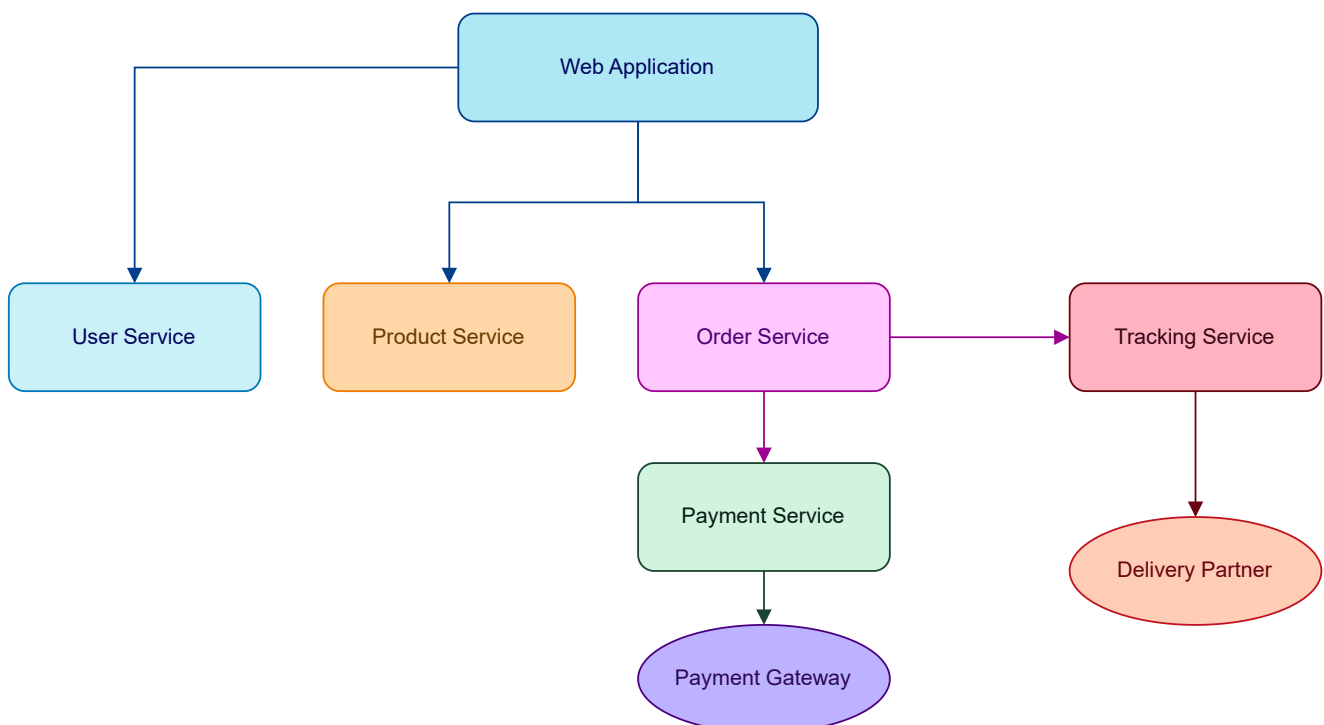 Web Application
User Service
Product Service
Order Service
Tracking Service
Payment Service
Delivery Partner
Payment Gateway